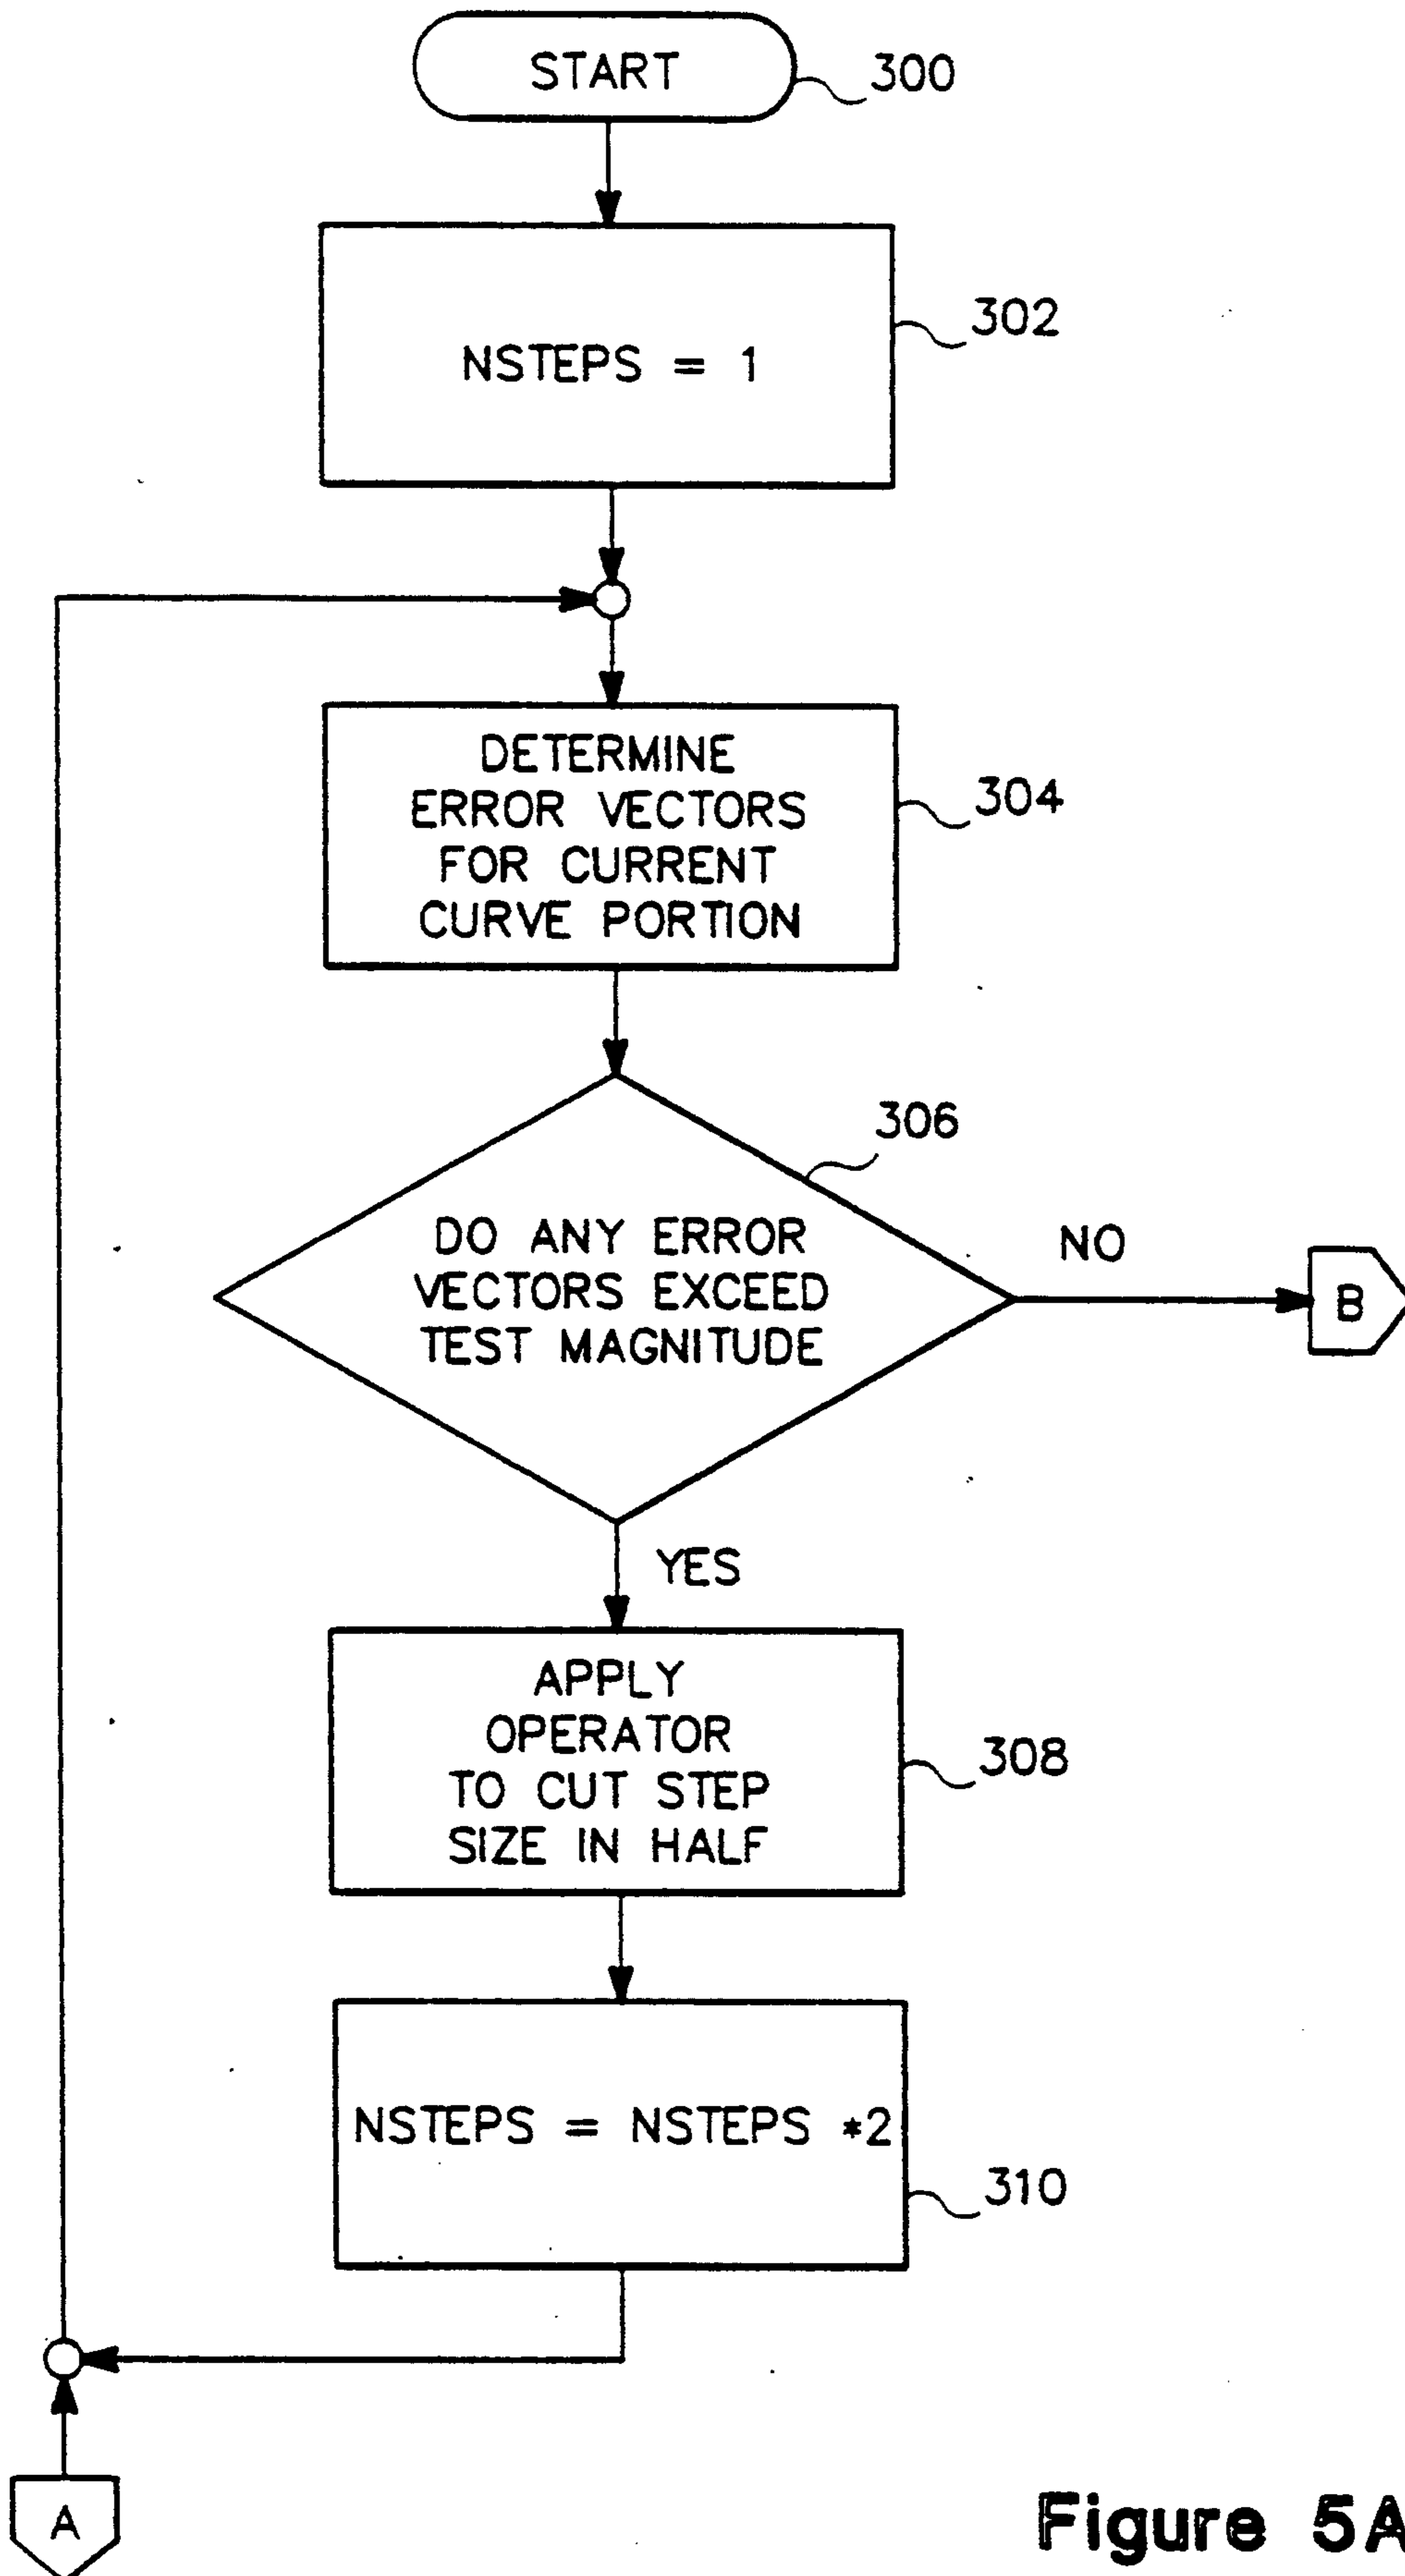 START
300
302
NSTEPS = 1
DETERMINE
ERROR VECTORS
FOR CURRENT
CURVE PORTION
304
306
DO ANY ERROR
VECTORS EXCEED
TEST MAGNITUDE
NO
B
YES
APPLY
OPERATOR
TO CUT STEP
SIZE IN HALF
308
NSTEPS = NSTEPS *2
310
A
Figure 5A